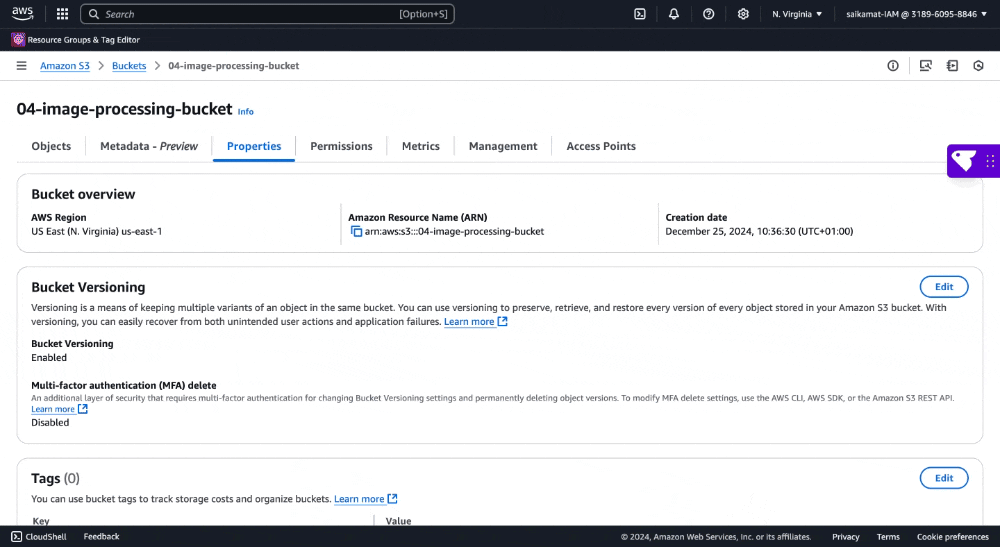 aws
Search [Option+S] N. Virginia ▼ saikamat-IAM @ 3189-6095-8846 ▼
Resource Groups & Tag Editor
Amazon S3 > Buckets > 04-image-processing-bucket
04-image-processing-bucket Info
Objects Metadata - Preview Properties Permissions Metrics Management Access Points
Bucket overview
AWS Region Amazon Resource Name (ARN) Creation date
US East (N. Virginia) us-east-1 arn:aws:s3:::04-image-processing-bucket December 25, 2024, 10:36:30 (UTC+01:00)
Bucket Versioning Edit
Versioning is a means of keeping multiple variants of an object in the same bucket. You can use versioning to preserve, retrieve, and restore every version of every object stored in your Amazon S3 bucket. With
versioning, you can easily recover from both unintended user actions and application failures. Learn more
Bucket Versioning
Enabled
Multi-factor authentication (MFA) delete
An additional layer of security that requires multi-factor authentication for changing Bucket Versioning settings and permanently deleting object versions. To modify MFA delete settings, use the AWS CLI, AWS SDK, or the Amazon S3 REST API.
Learn more
Disabled
Tags (0) Edit
You can use bucket tags to track storage costs and organize buckets. Learn more
Key Value
CloudShell Feedback © 2024, Amazon Web Services, Inc. or its affiliates. Privacy Terms Cookie preferences